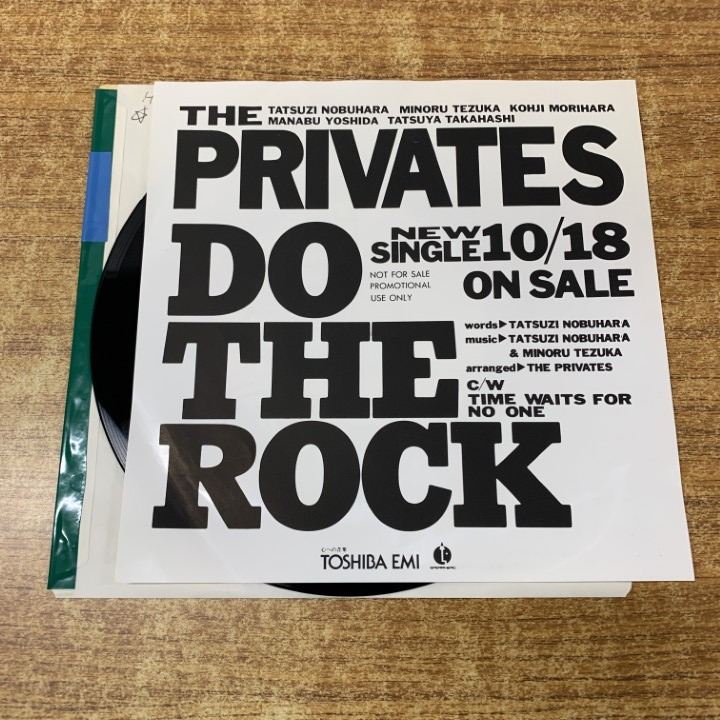 THE TATSUZI NOBUHARA MINORU TEZUKA KOHJI MORIHARA
MANABU YOSHIDA TATSUYA TAKAHASHI
PRIVATES
DO
NEW
SINGLE 10/18
ON SALE
NOT FOR SALE
PROMOTIONAL
USE ONLY
THE
words▶TATSUZI NOBUHARA
music▶TATSUZI NOBUHARA
& MINORU TEZUKA
arranged▶THE PRIVATES
C/W
TIME WAITS FOR
NO ONE
ROCK
TOSHIBA EMI